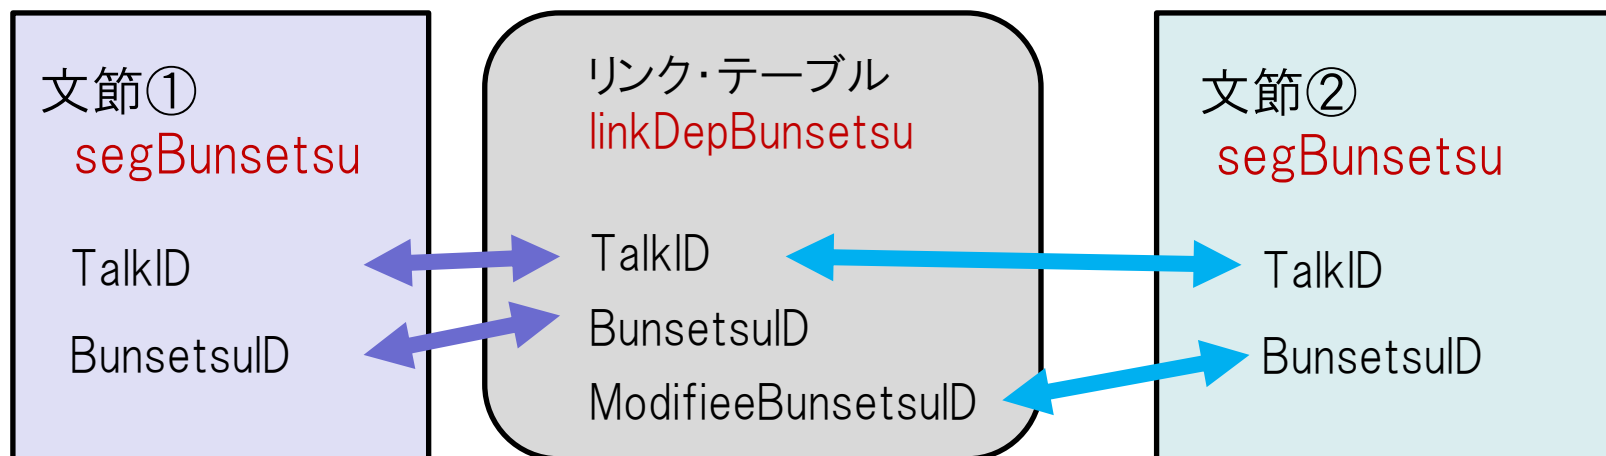 文節①
segBunsetsu
TalkID
BunsetsuID
リンク・テーブル
linkDepBunsetsu
TalkID
BunsetsuID
ModifieeBunsetsuID
文節②
segBunsetsu
TalkID
BunsetsuID